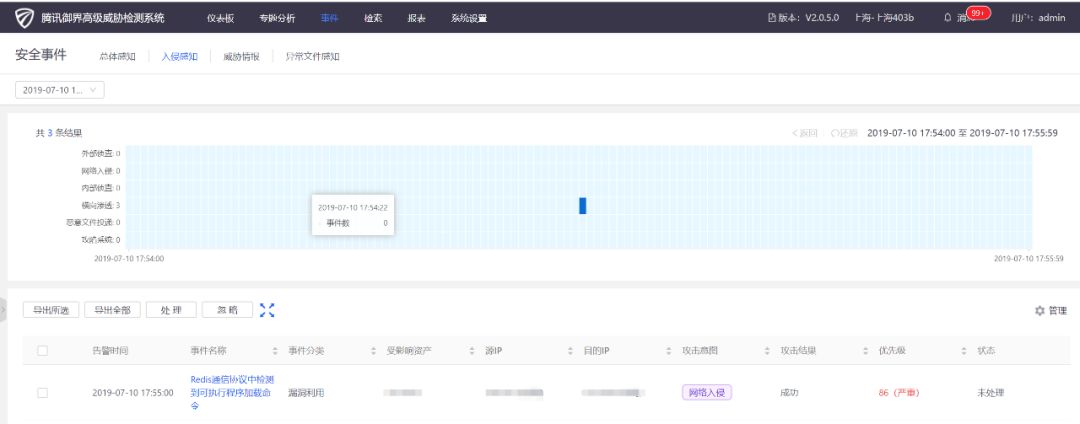 腾讯御界高级威胁检测系统 仪表板 专题分析 事件 检索 报表 系统设置 版本：V2.0.5.0 上海-上海403b 消 99+ 用户：admin
安全事件 总体感知 入侵感知 威胁情报 异常文件感知
2019-07-10 1...
共 3 条结果 <返回 还原 2019-07-10 17:54:00 至 2019-07-10 17:55:59
外部侦查: 0
网络入侵: 0
内部侦查: 0
横向渗透: 3
恶意文件投递: 0
攻陷系统: 0
2019-07-10 17:54:22
事件数 0
2019-07-10 17:54:00 2019-07-10 17:55:59
导出所选 导出全部 处 理 忽 略 管理
告警时间 事件名称 事件分类 受影响资产 源IP 目的IP 攻击意图 攻击结果 优先级 状态
2019-07-10 17:55:00 Redis通信协议中检测到可执行程序加载命令 漏洞利用 网络入侵 成功 86（严重） 未处理